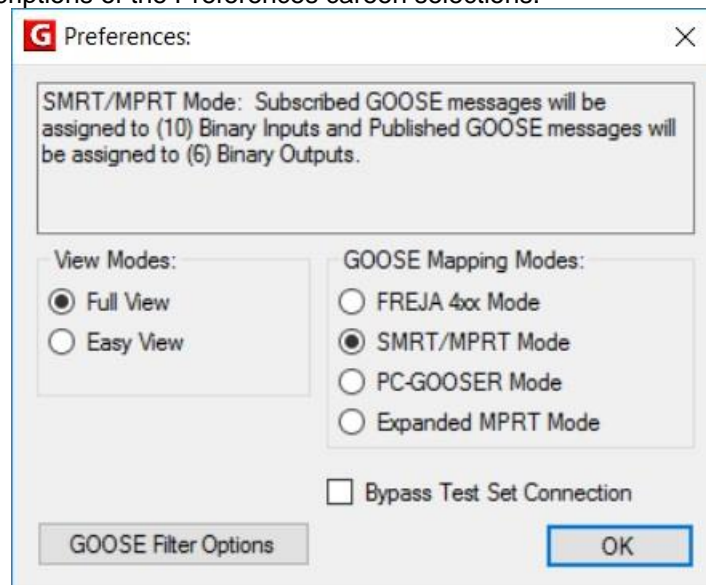 criptions of the Preferences careen selections.
G Preferences:
SMRT/MPRT Mode: Subscribed GOOSE messages will be
assigned to (10) Binary Inputs and Published GOOSE messages will
be assigned to (6) Binary Outputs.
View Modes:
Full View
Easy View
GOOSE Mapping Modes:
FREJA 4xx Mode
SMRT/MPRT Mode
PC-GOOSER Mode
Expanded MPRT Mode
Bypass Test Set Connection
GOOSE Filter Options
OK